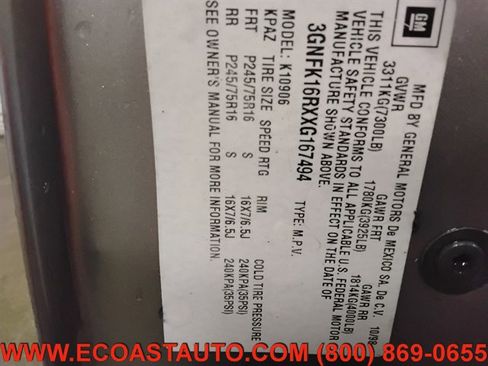 GM
MFD BY GENERAL MOTORS De MEXICO SA. De C.V. 10/98
GVWR GAWR FRT GAWR RR
3311KG(7300LB) 1780KG(3925LB) 1814KG(4000LB)
THIS VEHICLE CONFORMS TO ALL APPLICABLE U.S. FEDERAL MOTOR
VEHICLE SAFETY STANDARDS IN EFFECT ON THE DATE OF
MANUFACTURE SHOWN ABOVE.
3GNFK16RXXG167494 TYPE: M.P.V.
MODEL: K10906
KPAZ TIRE SIZE SPEED RTG RIM COLD TIRE PRESSURE
FRT P245/75R16 S 16X7/6.5J 240KPA(35PSI)
RR P245/75R16 S 16X7/6.5J 240KPA(35PSI)
SEE OWNER'S MANUAL FOR MORE INFORMATION.
WWW.ECOASTAUTO.COM (800) 869-0655